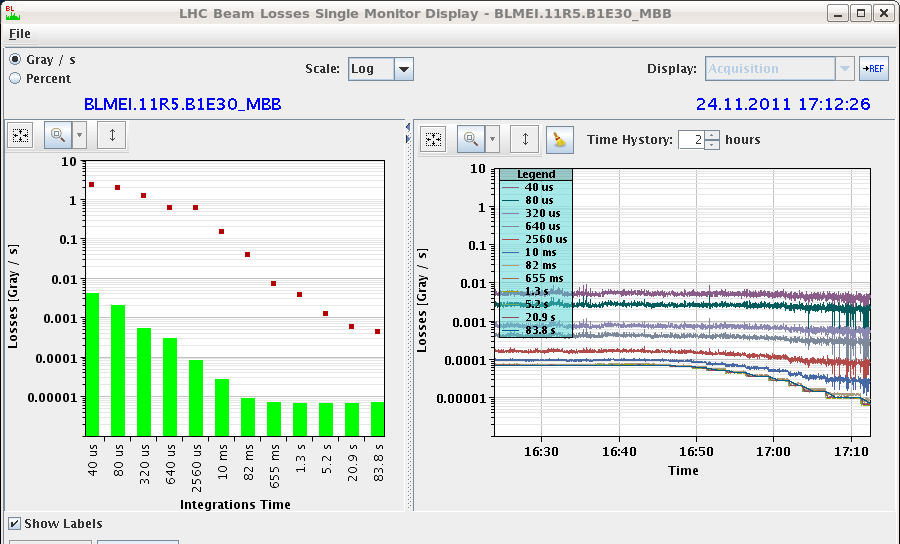 BL
LHC Beam Losses Single Monitor Display - BLMEI.11R5.B1E30_MBB
File
Gray / s
Percent
Scale: Log
Display: Acquisition
REF
BLMEI.11R5.B1E30_MBB
24.11.2011 17:12:26
Time Hystory: 2 hours
Losses [Gray / s]
10
1
0.1
0.01
0.001
0.0001
0.00001
40 us
80 us
320 us
640 us
2560 us
10 ms
82 ms
655 ms
1.3 s
5.2 s
20.9 s
83.8 s
Integrations Time
Losses [Gray / s]
10
1
0.1
0.01
0.001
0.0001
0.00001
Legend
40 us
80 us
320 us
640 us
2560 us
10 ms
82 ms
655 ms
1.3 s
5.2 s
20.9 s
83.8 s
16:30
16:40
16:50
17:00
17:10
Time
Show Labels